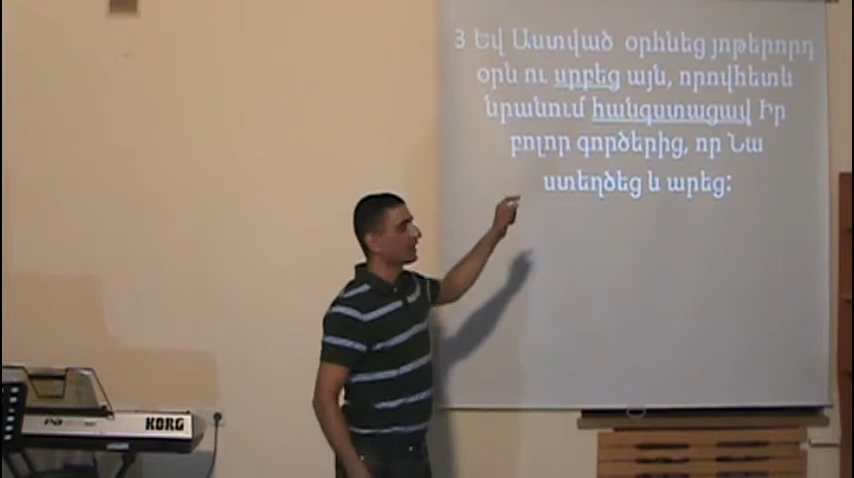 3 Եվ Աստված օրհնեց յոթերորդ
օրն ու սրբեց այն, որովհետև
նրանում հանգստացավ Իր
բոլոր գործերից, որ Նա
ստեղծեց և արեց:
KORG